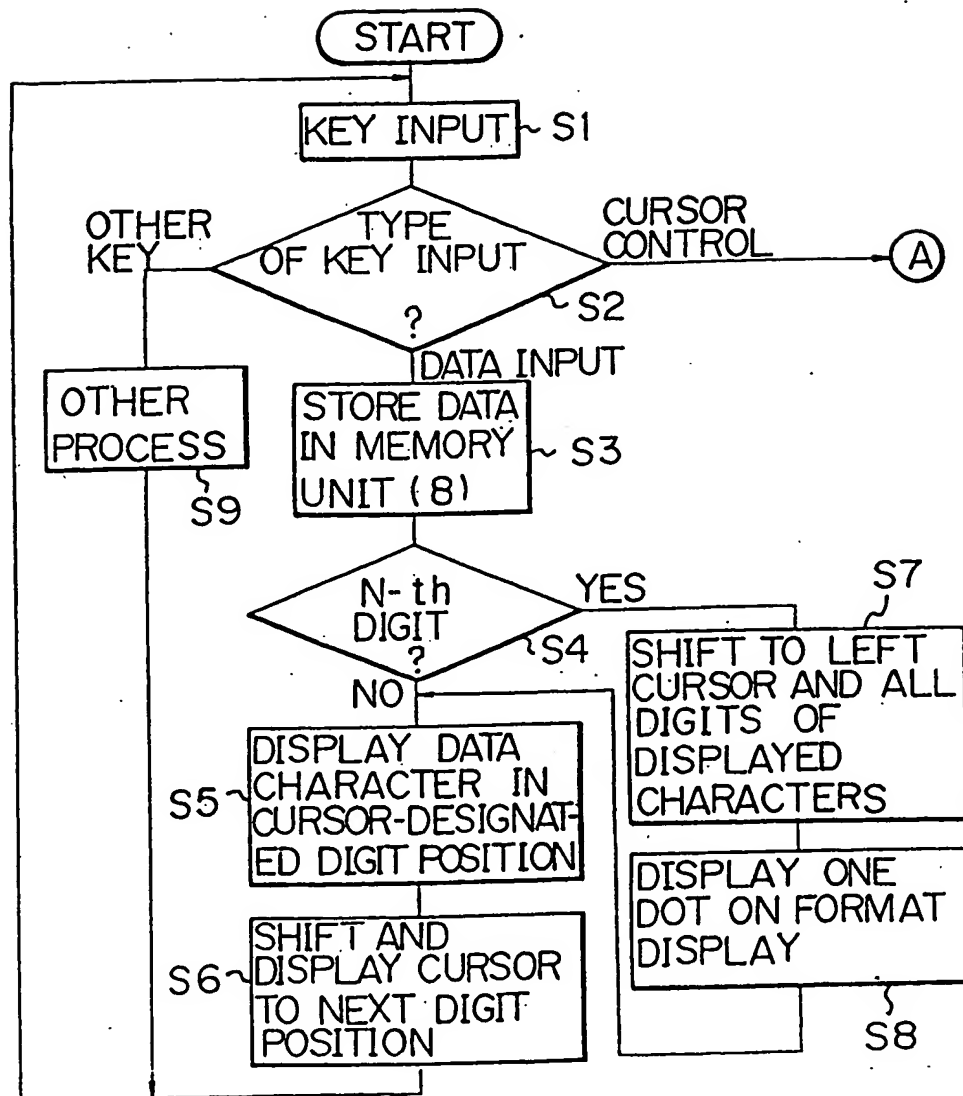 START
KEY INPUT
S1
OTHER
KEY
TYPE
OF KEY INPUT
?
S2
CURSOR
CONTROL
A
DATA INPUT
OTHER
PROCESS
S9
STORE DATA
IN MEMORY
UNIT (8)
S3
N-th
DIGIT
?
S4
YES
NO
S7
SHIFT TO LEFT
CURSOR AND ALL
DIGITS OF
DISPLAYED
CHARACTERS
S5
DISPLAY DATA
CHARACTER IN
CURSOR-DESIGNAT-
ED DIGIT POSITION
DISPLAY ONE
DOT ON FORMAT
DISPLAY
S8
S6
SHIFT AND
DISPLAY CURSOR
TO NEXT DIGIT
POSITION